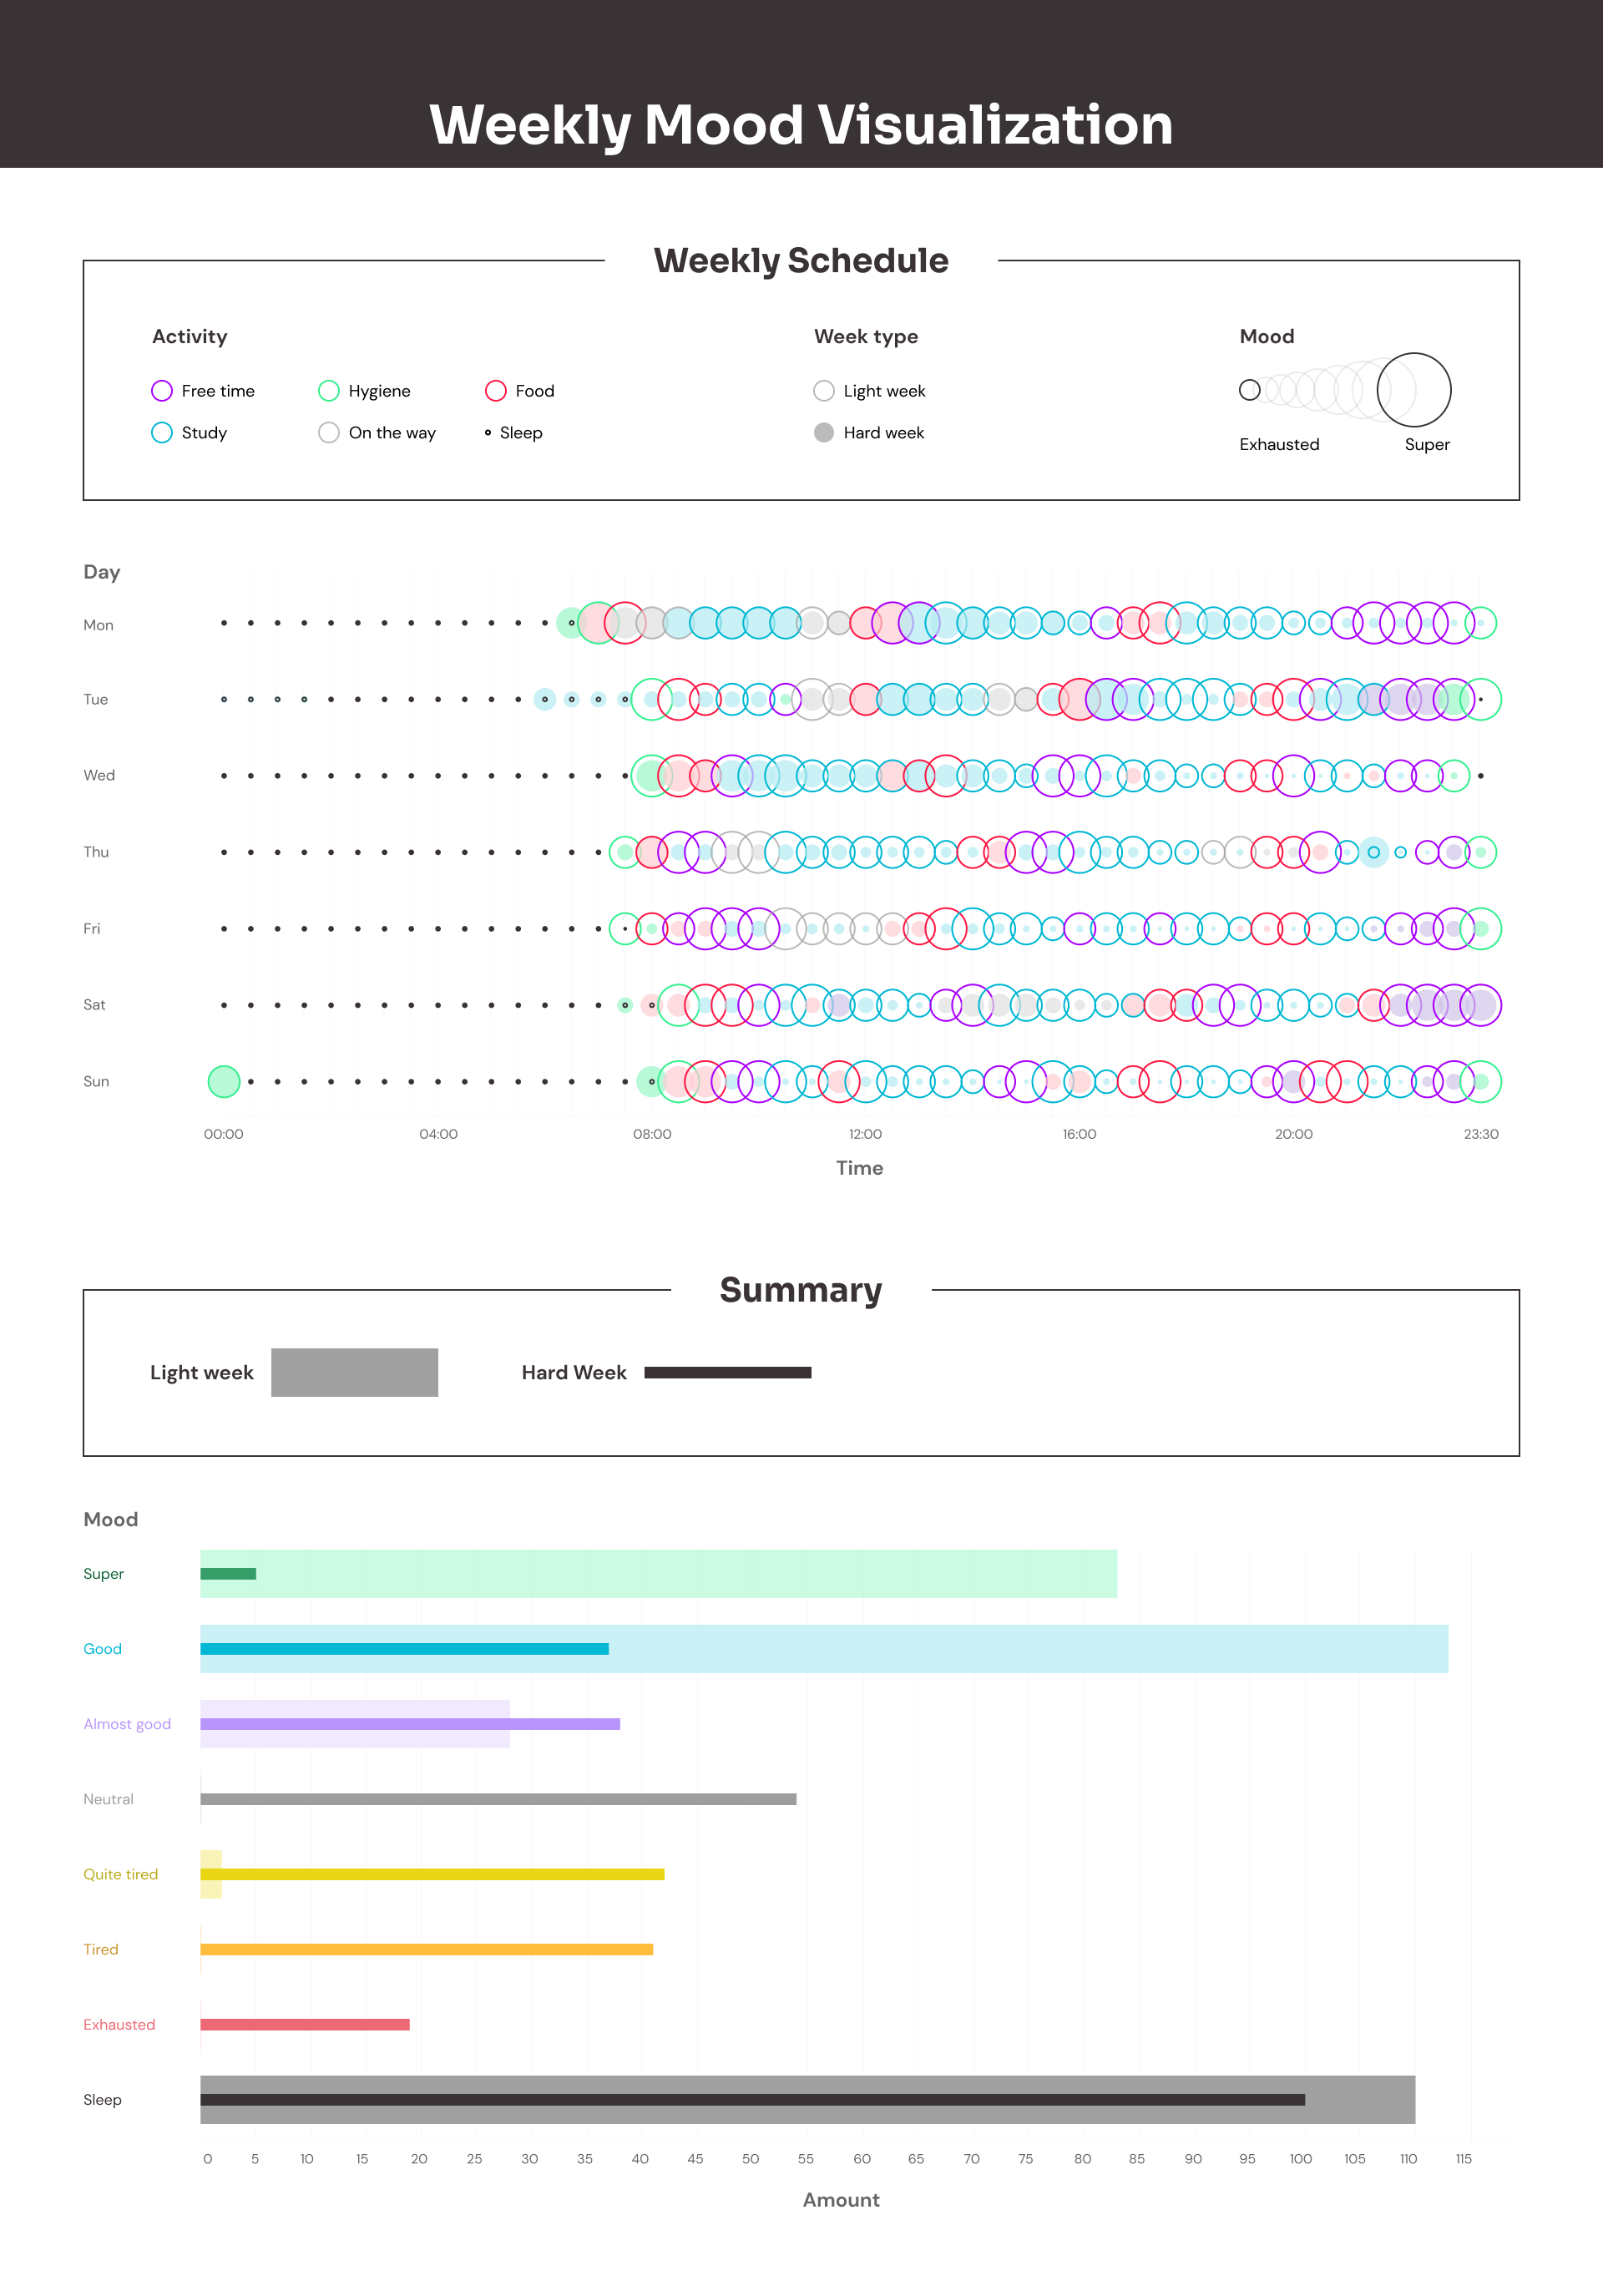 Weekly Mood Visualization
Weekly Schedule
Activity
Week type
Mood
Free time
Hygiene
Food
Light week
Study
On the way
Sleep
Hard week
Exhausted
Super
Day
Mon
Tue
Wed
Thu
Fri
Sat
Sun
00:00 04:00 08:00 12:00 16:00 20:00 23:30
Time
Summary
Light week
Hard Week
Mood
Super
Good
Almost good
Neutral
Quite tired
Tired
Exhausted
Sleep
0 5 10 15 20 25 30 35 40 45 50 55 60 65 70 75 80 85 90 95 100 105 110 115
Amount